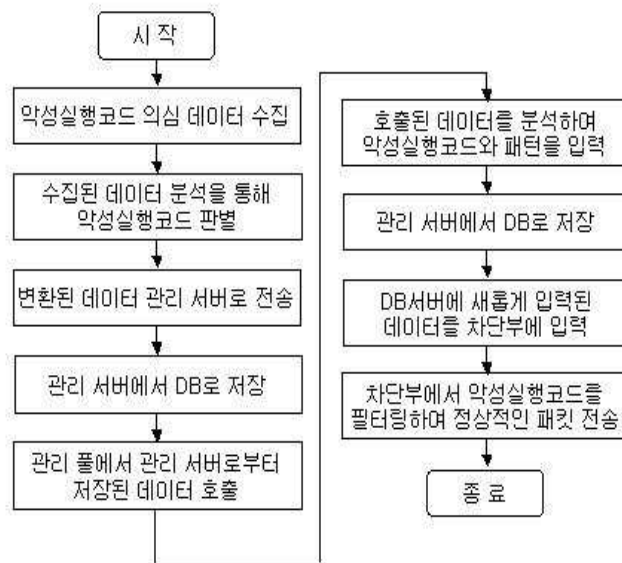 시 작
악성실행코드 의심 데이터 수집
수집된 데이터 분석을 통해
악성실행코드 판별
변환된 데이터 관리 서버로 전송
관리 서버에서 DB로 저장
관리 풀에서 관리 서버로부터
저장된 데이터 호출
호출된 데이터를 분석하여
악성실행코드와 패턴을 입력
관리 서버에서 DB로 저장
DB서버에 새롭게 입력된
데이터를 차단부에 입력
차단부에서 악성실행코드를
필터링하여 정상적인 패킷 전송
종 료